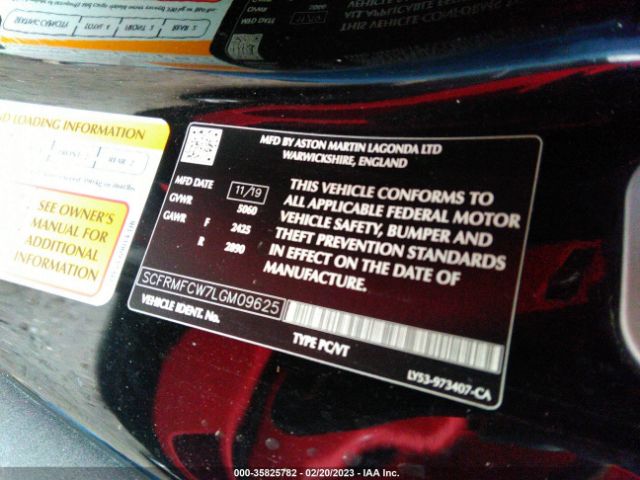 D LOADING INFORMATION
FRONT 2
REAR 2
SEE OWNER'S
MANUAL FOR
ADDITIONAL
INFORMATION
MFD BY ASTON MARTIN LAGONDA LTD
WARWICKSHIRE, ENGLAND
MFD DATE 11/19
GVWR 5060
GAWR F 2425
R 2890
THIS VEHICLE CONFORMS TO
ALL APPLICABLE FEDERAL MOTOR
VEHICLE SAFETY, BUMPER AND
THEFT PREVENTION STANDARDS
IN EFFECT ON THE DATE OF
MANUFACTURE.
SCFRMFCW7LGM09625
VEHICLE IDENT. No.
TYPE PC/VT
LY53-973407-CA
000-35825782 - 02/20/2023 - IAA Inc.